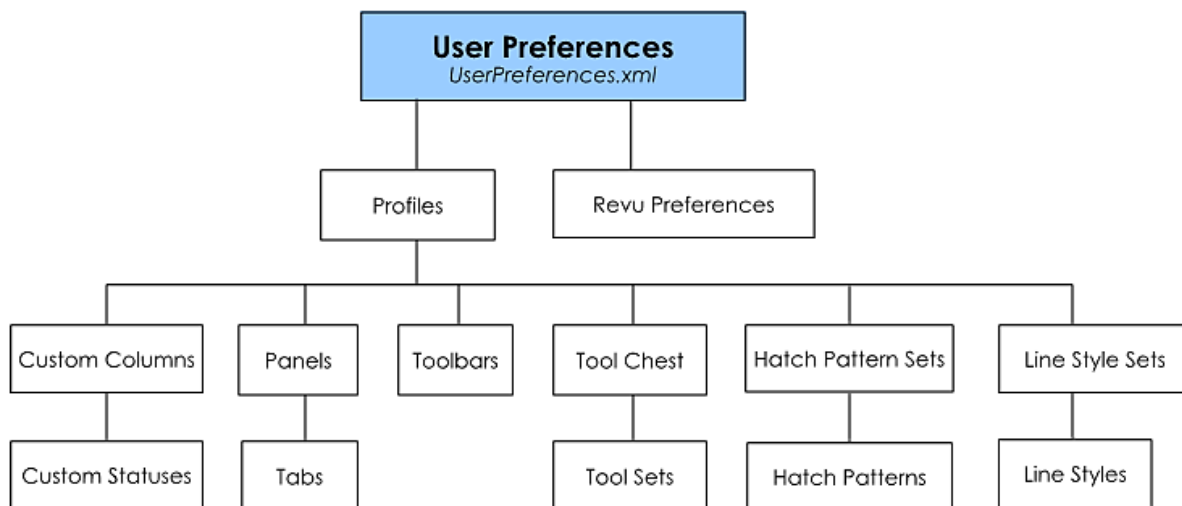 User Preferences
UserPreferences.xml
Profiles
Revu Preferences
Custom Columns
Panels
Toolbars
Tool Chest
Hatch Pattern Sets
Line Style Sets
Custom Statuses
Tabs
Tool Sets
Hatch Patterns
Line Styles